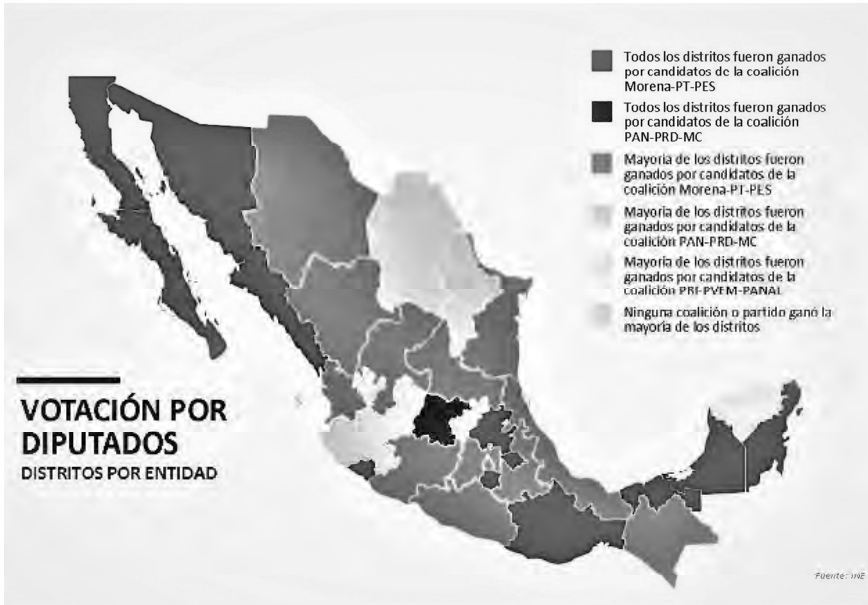 Todos los distritos fueron ganados
por candidatos de la coalición
Morena-PT-PES
Todos los distritos fueron ganados
por candidatos de la coalición
PAN-PRD-MC
Mayoría de los distritos fueron
ganados por candidatos de la
coalición Morena-PT-PES
Mayoría de los distritos fueron
ganados por candidatos de la
coalición PAN-PRD-MC
Mayoría de los distritos fueron
ganados por candidatos de la
coalición PRI-PVEM-PANAL
Ninguna coalición o partido ganó la
mayoría de los distritos
VOTACIÓN POR
DIPUTADOS
DISTRITOS POR ENTIDAD
Fuente: INE